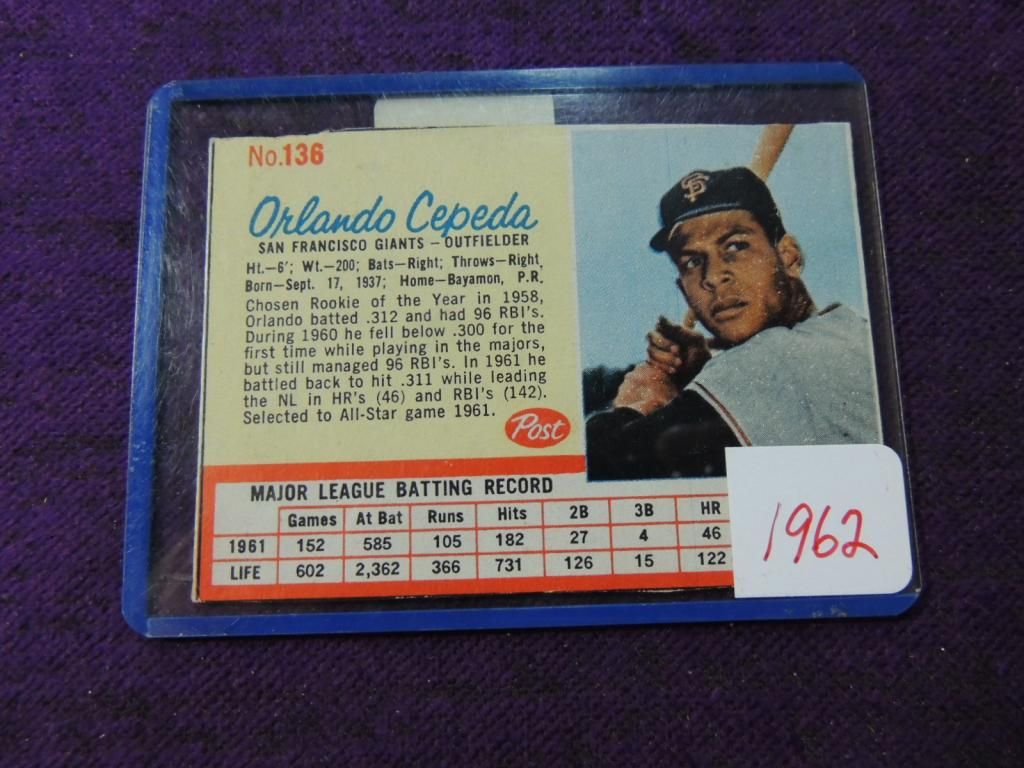 No.136
Orlando Cepeda
SAN FRANCISCO GIANTS – OUTFIELDER
Ht.—6'; Wt.—200; Bats—Right; Throws—Right,
Born—Sept. 17, 1937; Home—Bayamon, P.R.
Chosen Rookie of the Year in 1958,
Orlando batted .312 and had 96 RBI's.
During 1960 he fell below .300 for the
first time while playing in the majors,
but still managed 96 RBI's. In 1961 he
battled back to hit .311 while leading
the NL in HR's (46) and RBI's (142).
Selected to All-Star game 1961.
Post
SF
MAJOR LEAGUE BATTING RECORD
Games At Bat Runs Hits 2B 3B HR
1961 152 585 105 182 27 4 46
LIFE 602 2,362 366 731 126 15 122
1962